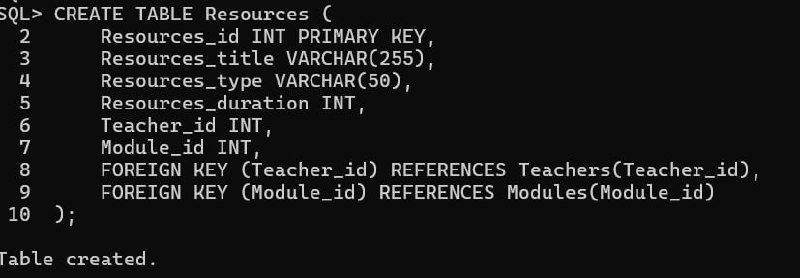 SQL> CREATE TABLE Resources (
  2      Resources_id INT PRIMARY KEY,
  3      Resources_title VARCHAR(255),
  4      Resources_type VARCHAR(50),
  5      Resources_duration INT,
  6      Teacher_id INT,
  7      Module_id INT,
  8      FOREIGN KEY (Teacher_id) REFERENCES Teachers(Teacher_id),
  9      FOREIGN KEY (Module_id) REFERENCES Modules(Module_id)
 10  );
Table created.